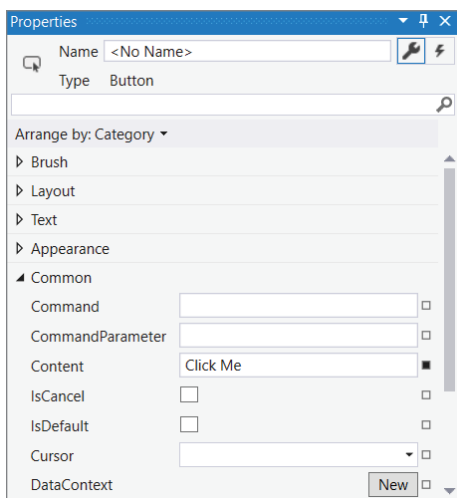 Properties
Name <No Name>
Type Button
Arrange by: Category
Brush
Layout
Text
Appearance
Common
Command
CommandParameter
Content Click Me
IsCancel
IsDefault
Cursor
DataContext New